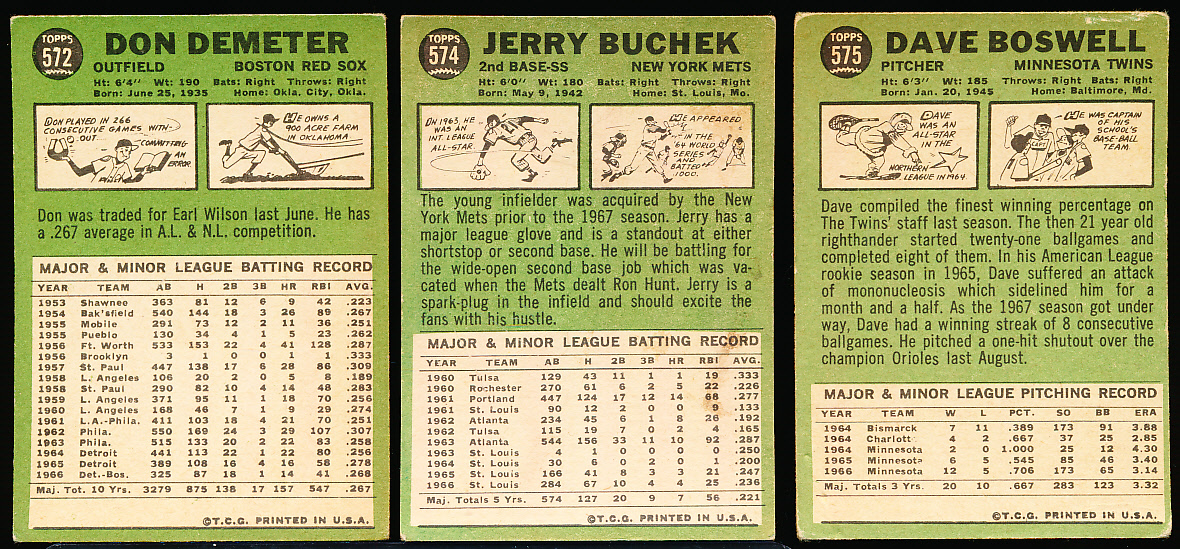 TOPPS
572
DON DEMETER
OUTFIELD BOSTON RED SOX
Ht: 6'4" Wt: 190 Bats: Right Throws: Right
Born: June 25, 1935 Home: Okla. City, Okla.
DON PLAYED IN 266
CONSECUTIVE GAMES WITH-
OUT
COMMITTING
AN
ERROR.
HE OWNS A
900 ACRE FARM
IN OKLAHOMA.
Don was traded for Earl Wilson last June. He has
a .267 average in A.L. & N.L. competition.
MAJOR & MINOR LEAGUE BATTING RECORD
YEAR TEAM AB H 2B 3B HR RBI AVG.
1953 Shawnee 363 81 12 6 9 42 .223
1954 Bak'sfield 540 144 18 3 26 89 .267
1955 Mobile 291 73 12 2 11 36 .251
1955 Pueblo 130 34 4 1 5 23 .262
1956 Ft. Worth 533 153 22 4 41 128 .287
1956 Brooklyn 3 1 0 0 1 1 .333
1957 St. Paul 447 138 17 6 28 86 .309
1958 L. Angeles 106 20 2 0 5 8 .189
1958 St. Paul 290 82 10 4 14 48 .283
1959 L. Angeles 371 95 11 1 18 70 .256
1960 L. Angeles 168 46 7 1 9 29 .274
1961 L.A.-Phila. 411 103 18 4 21 70 .251
1962 Phila. 550 169 24 3 29 107 .307
1963 Phila. 515 133 20 2 22 83 .258
1964 Detroit 441 113 22 1 22 80 .256
1965 Detroit 389 108 16 4 16 58 .278
1966 Det.-Bos. 325 87 18 1 14 41 .268
Maj. Tot. 10 Yrs. 3279 875 138 17 157 547 .267
©T.C.G. PRINTED IN U.S.A.
TOPPS
574
JERRY BUCHEK
2nd BASE-SS NEW YORK METS
Ht: 6'0" Wt: 180 Bats: Right Throws: Right
Born: May 9, 1942 Home: St. Louis, Mo.
IN 1963, HE
WAS AN
INT. LEAGUE
ALL-STAR.
HE APPEARED
IN THE
'64 WORLD
SERIES
AND
BATTED
1000.
The young infielder was acquired by the New
York Mets prior to the 1967 season. Jerry has a
major league glove and is a standout at either
shortstop or second base. He will be battling for
the wide-open second base job which was va-
cated when the Mets dealt Ron Hunt. Jerry is a
spark-plug in the infield and should excite the
fans with his hustle.
MAJOR & MINOR LEAGUE BATTING RECORD
YEAR TEAM AB H 2B 3B HR RBI AVG.
1960 Tulsa 129 43 11 1 1 19 .333
1960 Rochester 270 61 6 2 5 22 .226
1961 Portland 447 124 17 12 14 68 .277
1961 St. Louis 90 12 2 0 0 9 .133
1962 Atlanta 234 45 6 1 8 26 .192
1962 Tulsa 115 19 7 0 2 4 .165
1963 Atlanta 544 156 33 11 10 92 .287
1963 St. Louis 4 1 0 0 0 0 .250
1964 St. Louis 30 6 0 2 0 1 .200
1965 St. Louis 166 41 8 3 3 21 .247
1966 St. Louis 284 67 10 4 4 25 .236
Maj. Totals 5 Yrs. 574 127 20 9 7 56 .221
©T.C.G. PRINTED IN U.S.A.
TOPPS
575
DAVE BOSWELL
PITCHER MINNESOTA TWINS
Ht: 6'3" Wt: 185 Throws: Right Bats: Right
Born: Jan. 20, 1945 Home: Baltimore, Md.
DAVE
WAS AN
ALL-STAR
IN THE
NORTHERN
LEAGUE IN 1964.
HE WAS CAPTAIN
OF HIS
SCHOOL'S
BASE-BALL
TEAM.
CAPT.
Dave compiled the finest winning percentage on
The Twins' staff last season. The then 21 year old
righthander started twenty-one ballgames and
completed eight of them. In his American League
rookie season in 1965, Dave suffered an attack
of mononucleosis which sidelined him for a
month and a half. As the 1967 season got under
way, Dave had a winning streak of 8 consecutive
ballgames. He pitched a one-hit shutout over the
champion Orioles last August.
MAJOR & MINOR LEAGUE PITCHING RECORD
YEAR TEAM W L PCT. SO BB ERA
1964 Bismarck 7 11 .389 173 91 3.88
1964 Charlott 4 2 .667 37 25 2.85
1964 Minnesota 2 0 1.000 25 12 4.30
1965 Minnesota 6 5 .545 85 46 3.40
1966 Minnesota 12 5 .706 173 65 3.14
Maj. Totals 3 Yrs. 20 10 .667 283 123 3.32
©T.C.G. PRINTED IN U.S.A.